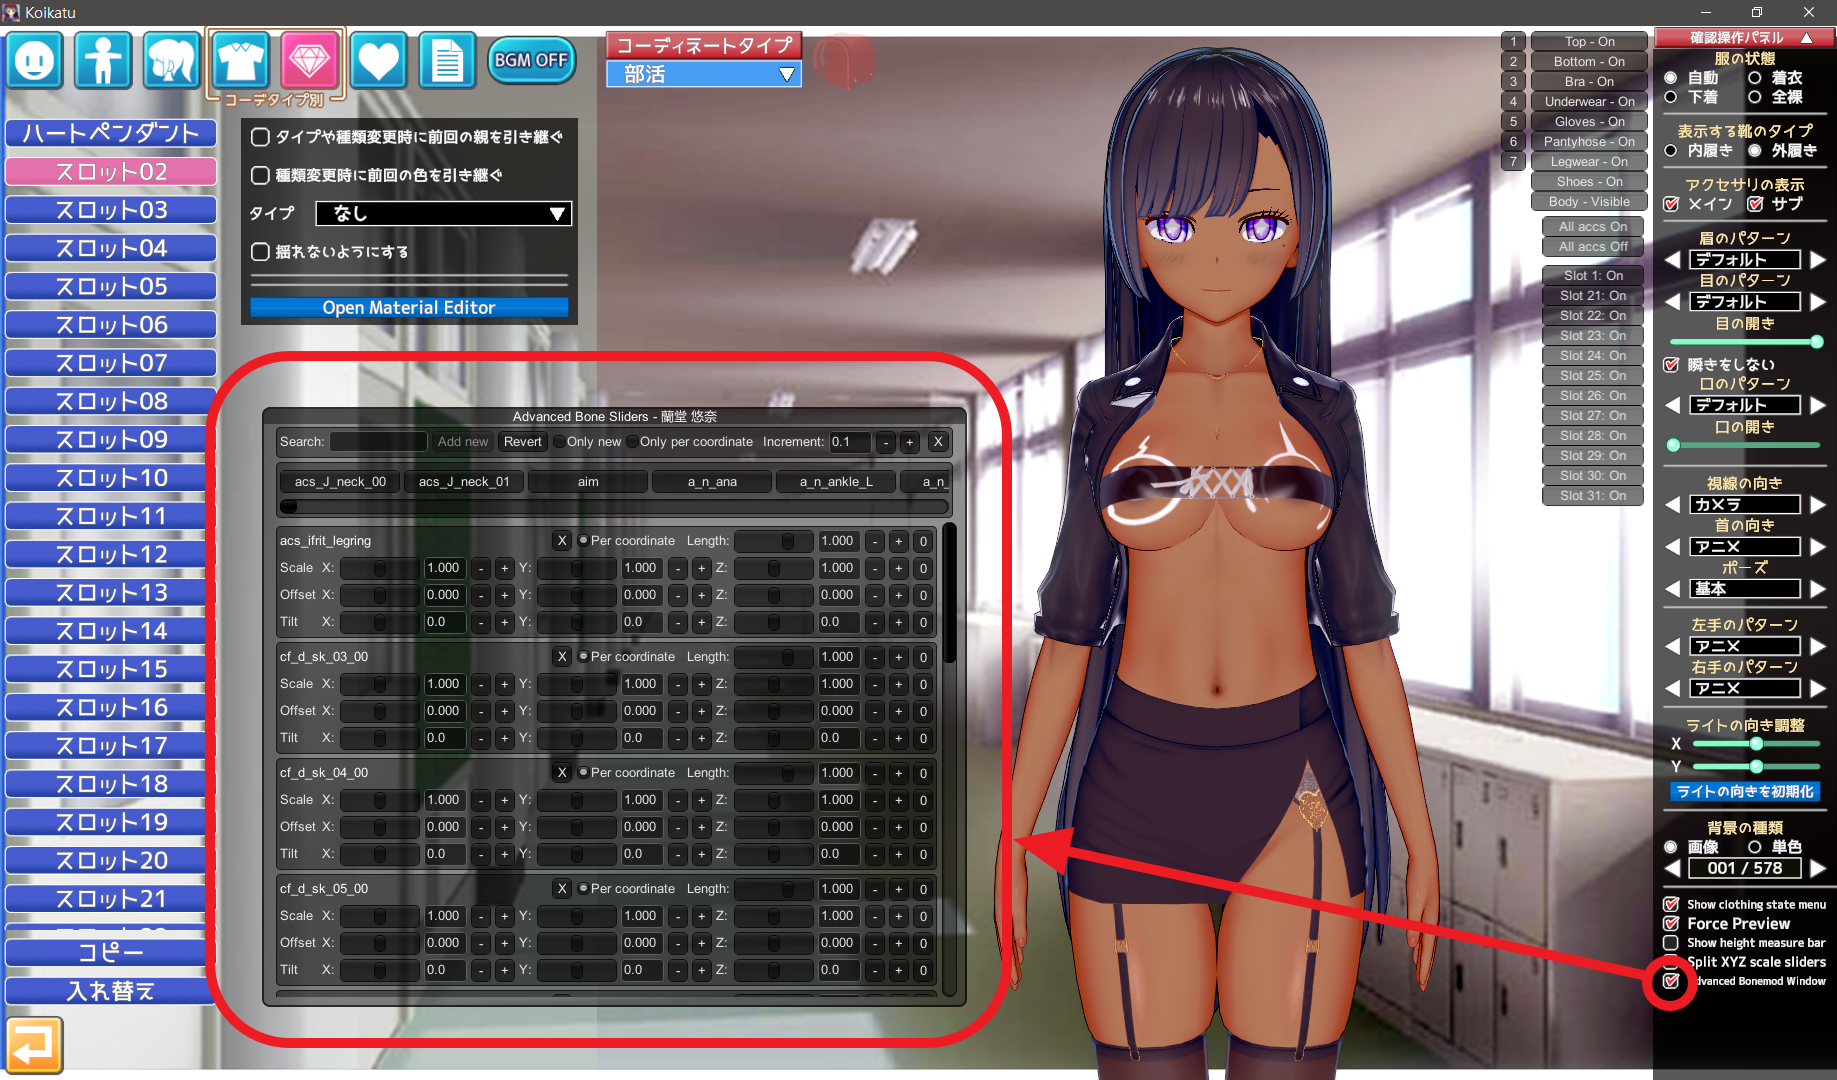 Koikatu
BGM OFF
コーデタイプ別
コーディネートタイプ
部活
ハートペンダント
スロット02
スロット03
スロット04
スロット05
スロット06
スロット07
スロット08
スロット09
スロット10
スロット11
スロット12
スロット13
スロット14
スロット15
スロット16
スロット17
スロット18
スロット19
スロット20
スロット21
コピー
入れ替え
タイプや種類変更時に前回の親を引き継ぐ
種類変更時に前回の色を引き継ぐ
タイプ なし
揺れないようにする
Open Material Editor
Advanced Bone Sliders - 蘭堂 悠奈
Search: Add new Revert Only new Only per coordinate Increment: 0.1 - + X
acs_J_neck_00 acs_J_neck_01 aim a_n_ana a_n_ankle_L a_n_
acs_ifrit_legring X Per coordinate Length: 1.000 - + 0
Scale X: 1.000 - + Y: 1.000 - + Z: 1.000 - + 0
Offset X: 0.000 - + Y: 0.000 - + Z: 0.000 - + 0
Tilt X: 0.0 - + Y: 0.0 - + Z: 0.0 - + 0
cf_d_sk_03_00 X Per coordinate Length: 1.000 - + 0
Scale X: 1.000 - + Y: 1.000 - + Z: 1.000 - + 0
Offset X: 0.000 - + Y: 0.000 - + Z: 0.000 - + 0
Tilt X: 0.0 - + Y: 0.0 - + Z: 0.0 - + 0
cf_d_sk_04_00 X Per coordinate Length: 1.000 - + 0
Scale X: 1.000 - + Y: 1.000 - + Z: 1.000 - + 0
Offset X: 0.000 - + Y: 0.000 - + Z: 0.000 - + 0
Tilt X: 0.0 - + Y: 0.0 - + Z: 0.0 - + 0
cf_d_sk_05_00 X Per coordinate Length: 1.000 - + 0
Scale X: 1.000 - + Y: 1.000 - + Z: 1.000 - + 0
Offset X: 0.000 - + Y: 0.000 - + Z: 0.000 - + 0
Tilt X: 0.0 - + Y: 0.0 - + Z: 0.0 - + 0
1 Top - On
2 Bottom - On
3 Bra - On
4 Underwear - On
5 Gloves - On
6 Pantyhose - On
7 Legwear - On
Shoes - On
Body - Visible
All accs On
All accs Off
Slot 1: On
Slot 21: On
Slot 22: On
Slot 23: On
Slot 24: On
Slot 25: On
Slot 26: On
Slot 27: On
Slot 28: On
Slot 29: On
Slot 30: On
Slot 31: On
確認操作パネル
服の状態
自動 着衣
下着 全裸
表示する靴のタイプ
内履き 外履き
アクセサリの表示
メイン サブ
眉のパターン
デフォルト
目のパターン
デフォルト
目の開き
瞬きをしない
口のパターン
デフォルト
口の開き
視線の向き
カメラ
首の向き
アニメ
ポーズ
基本
左手のパターン
アニメ
右手のパターン
アニメ
ライトの向き調整
X
Y
ライトの向きを初期化
背景の種類
画像 単色
001 / 578
Show clothing state menu
Force Preview
Show height measure bar
Split XYZ scale sliders
dvanced Bonemod Window